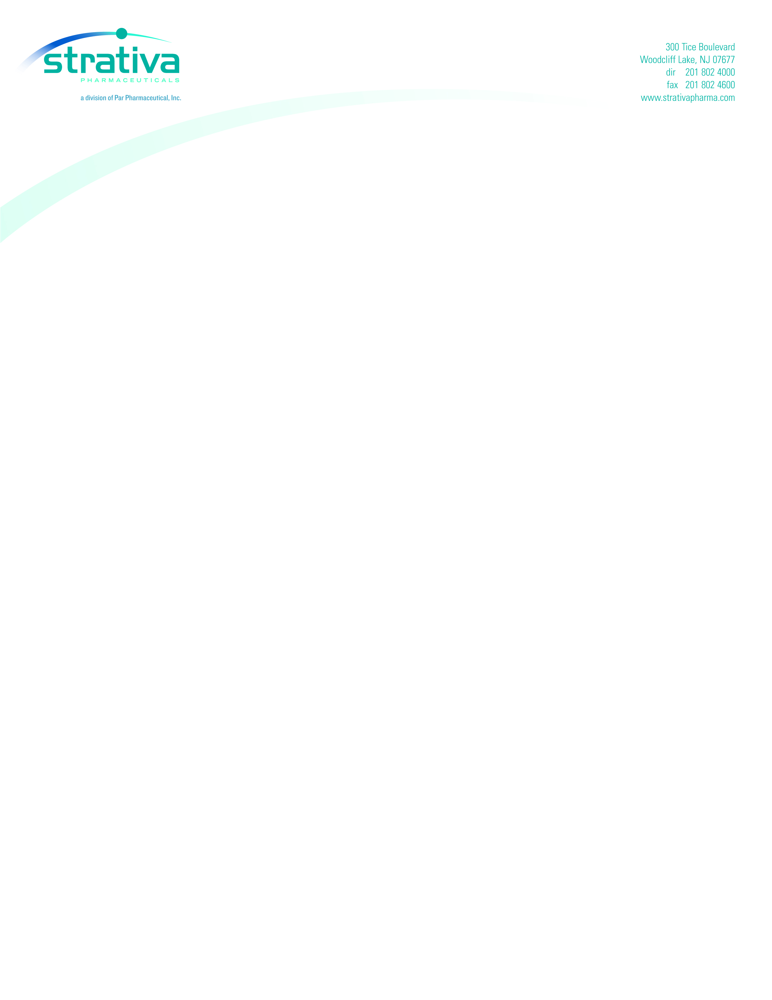 strativa
PHARMACEUTICALS
a division of Par Pharmaceutical, Inc.
300 Tice Boulevard
Woodcliff Lake, NJ 07677
dir 201 802 4000
fax 201 802 4600
www.strativapharma.com